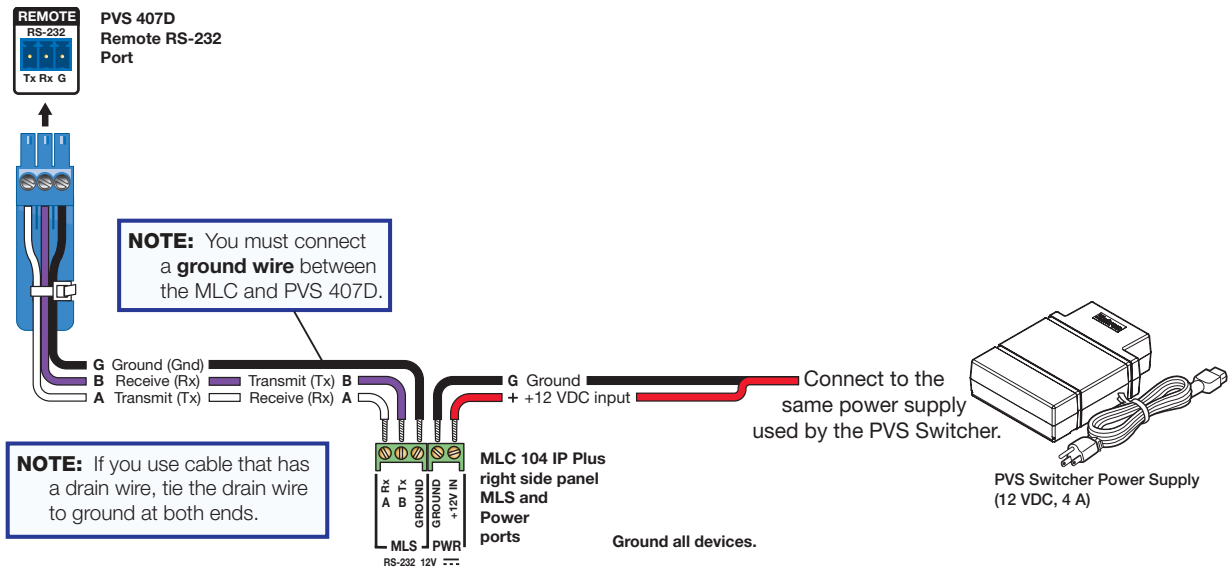 REMOTE
RS-232
Tx Rx G
PVS 407D
Remote RS-232
Port
NOTE: You must connect
a ground wire between
the MLC and PVS 407D.
G Ground (Gnd)
B Receive (Rx) Transmit (Tx) B
A Transmit (Tx) Receive (Rx) A
G Ground
+ +12 VDC input
Connect to the
same power supply
used by the PVS Switcher.
PVS Switcher Power Supply
(12 VDC, 4 A)
NOTE: If you use cable that has
a drain wire, tie the drain wire
to ground at both ends.
A Rx
B Tx
GROUND
GROUND
+12V IN
MLS PWR
RS-232 12V
MLC 104 IP Plus
right side panel
MLS and
Power
ports
Ground all devices.